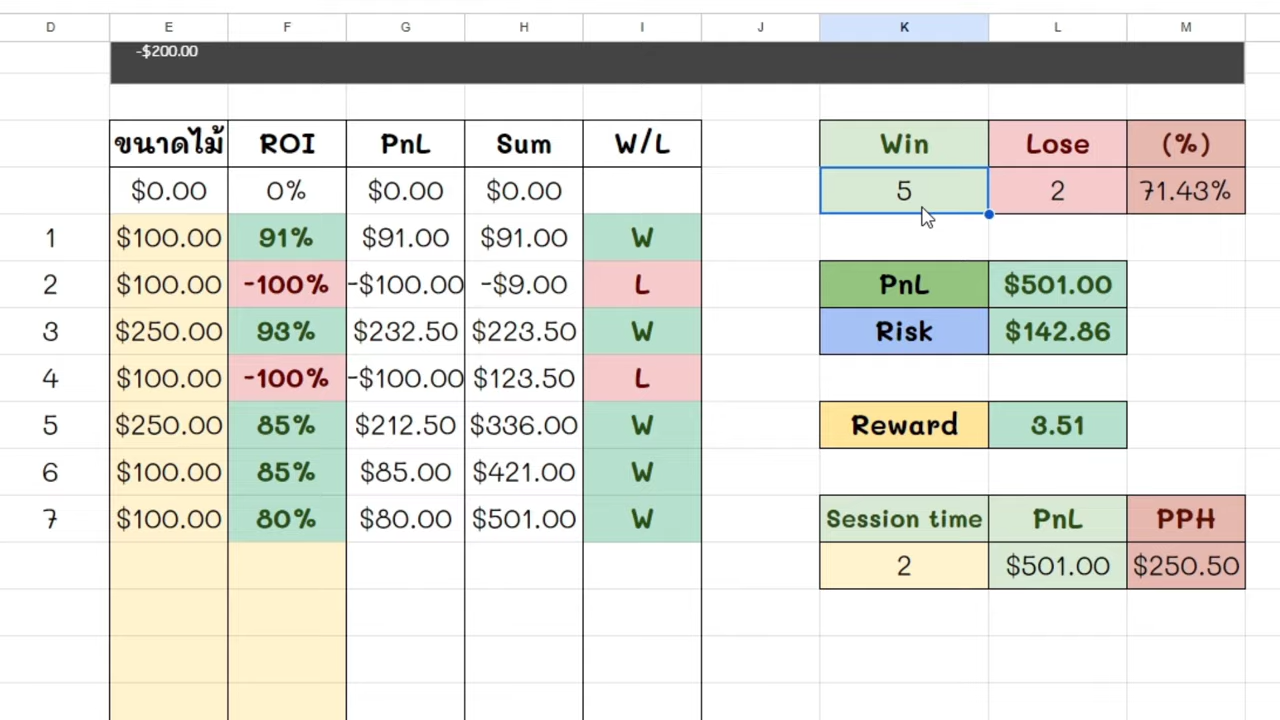 D E F G H I J K L M
-$200.00
ขนาดไม้ ROI PnL Sum W/L Win Lose (%)
$0.00 0% $0.00 $0.00 5 2 71.43%
1 $100.00 91% $91.00 $91.00 W
2 $100.00 -100% -$100.00 -$9.00 L PnL $501.00
3 $250.00 93% $232.50 $223.50 W Risk $142.86
4 $100.00 -100% -$100.00 $123.50 L
5 $250.00 85% $212.50 $336.00 W Reward 3.51
6 $100.00 85% $85.00 $421.00 W
7 $100.00 80% $80.00 $501.00 W Session time PnL PPH
2 $501.00 $250.50